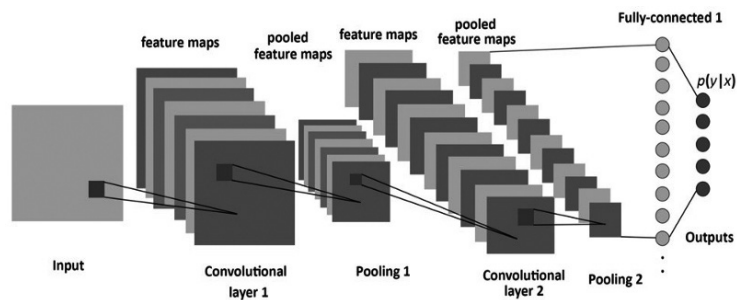 feature maps
pooled
feature maps
feature maps
pooled
feature maps
Fully-connected 1
p(y|x)
Input
Convolutional
layer 1
Pooling 1
Convolutional
layer 2
Pooling 2
Outputs